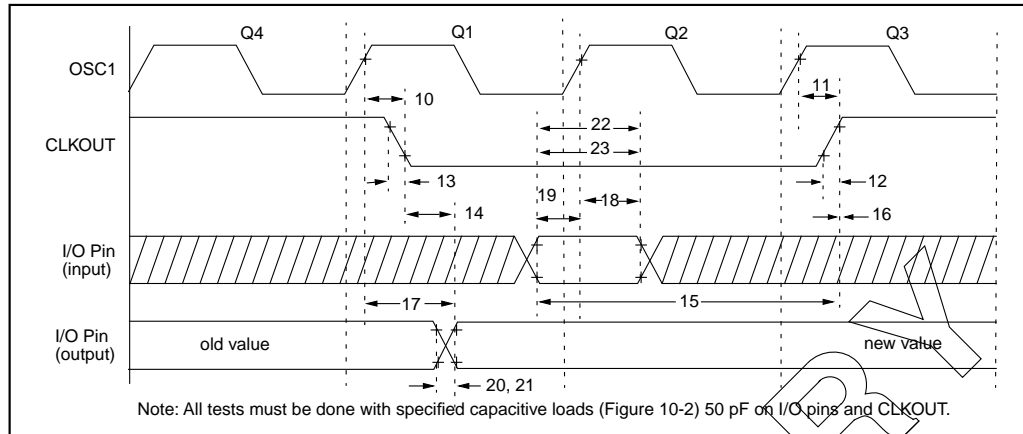 Q4 Q1 Q2 Q3
OSC1
11
10
22
CLKOUT
23
13
12
19
18
14
16
I/O Pin
(input)
17
15
I/O Pin
(output)
old value
new value
20, 21
Note: All tests must be done with specified capacitive loads (Figure 10-2) 50 pF on I/O pins and CLKOUT.
R Y